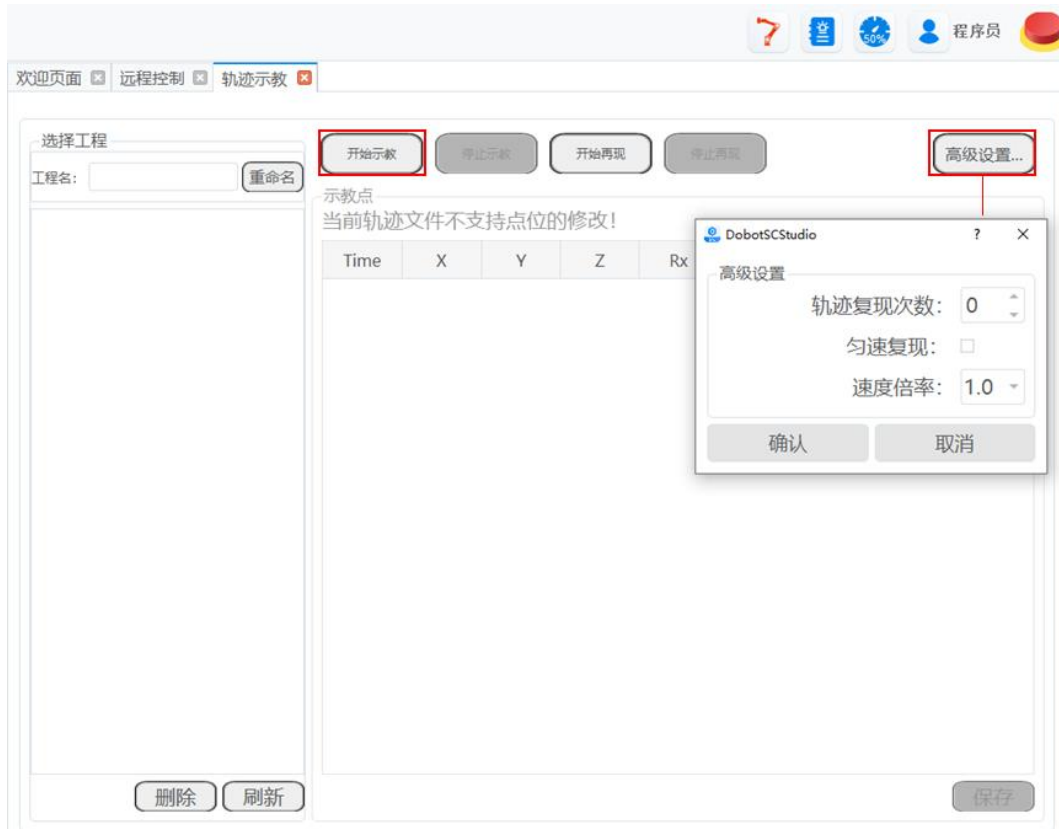 50%
程序员
欢迎页面 远程控制 轨迹示教
选择工程
工程名: 重命名
开始示教 停止示教 开始再现 停止再现 高级设置...
示教点
当前轨迹文件不支持点位的修改!
Time X Y Z Rx
DobotSCStudio ? ×
高级设置
轨迹复现次数: 0
匀速复现:
速度倍率: 1.0
确认 取消
删除 刷新 保存